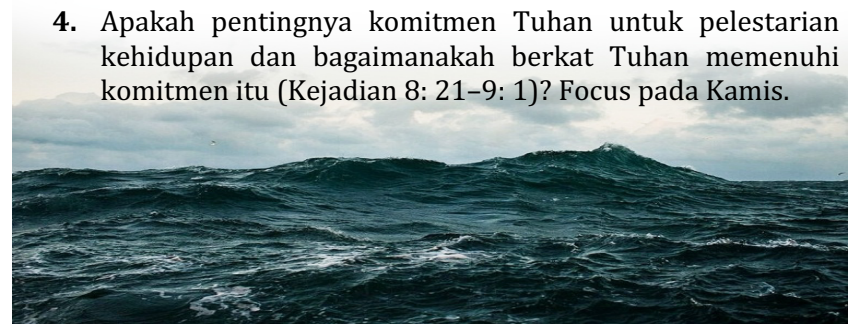 4. Apakah pentingnya komitmen Tuhan untuk pelestarian
kehidupan dan bagaimanakah berkat Tuhan memenuhi
komitmen itu (Kejadian 8: 21–9: 1)? Focus pada Kamis.